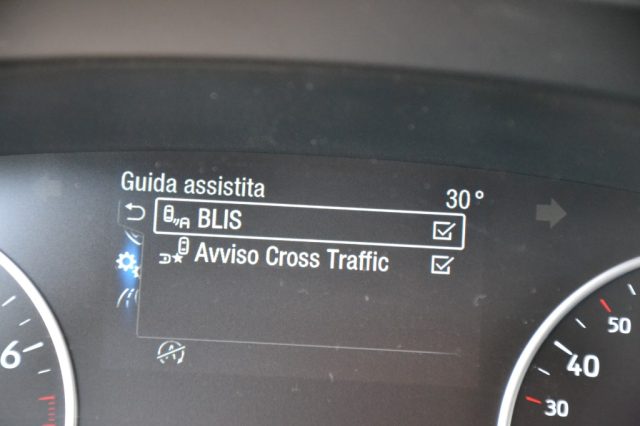 Guida assistita 30°
BLIS
Avviso Cross Traffic
A
6
50
40
30